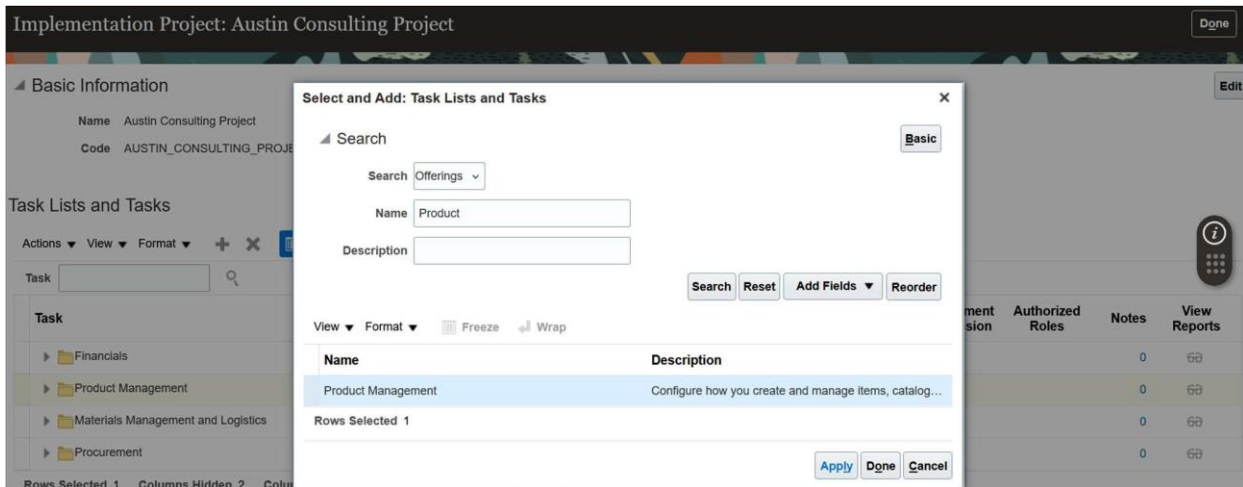 Implementation Project: Austin Consulting Project
Done
Basic Information
Edit
Name Austin Consulting Project
Code AUSTIN_CONSULTING_PROJE
Task Lists and Tasks
Actions View Format
Task
Task
Authorized Roles
Notes
View Reports
Financials 0
Product Management 0
Materials Management and Logistics 0
Procurement 0
Rows Selected 1 Columns Hidden 2
Select and Add: Task Lists and Tasks
Search
Basic
Search Offerings
Name Product
Description
Search Reset Add Fields Reorder
View Format Freeze Wrap
Name Description
Product Management Configure how you create and manage items, catalog...
Rows Selected 1
Apply Done Cancel